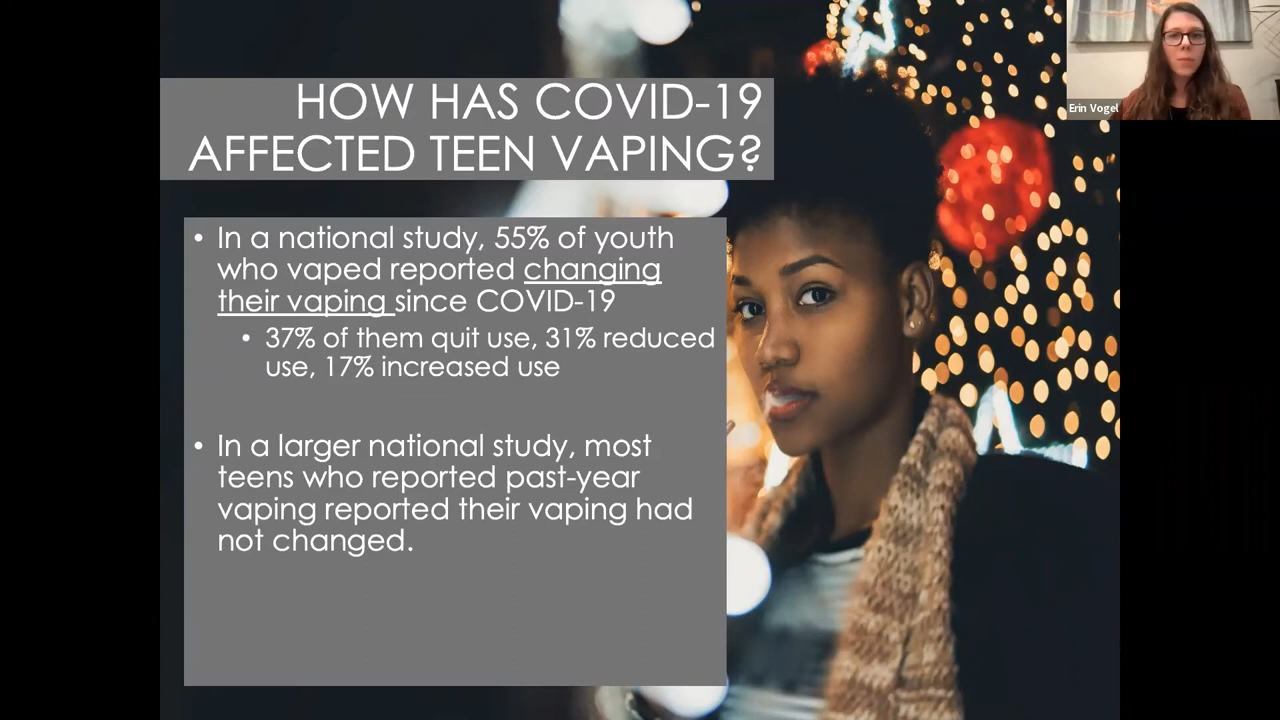 HOW HAS COVID-19
AFFECTED TEEN VAPING?
Erin Vogel
• In a national study, 55% of youth
who vaped reported changing
their vaping since COVID-19
• 37% of them quit use, 31% reduced
use, 17% increased use
• In a larger national study, most
teens who reported past-year
vaping reported their vaping had
not changed.